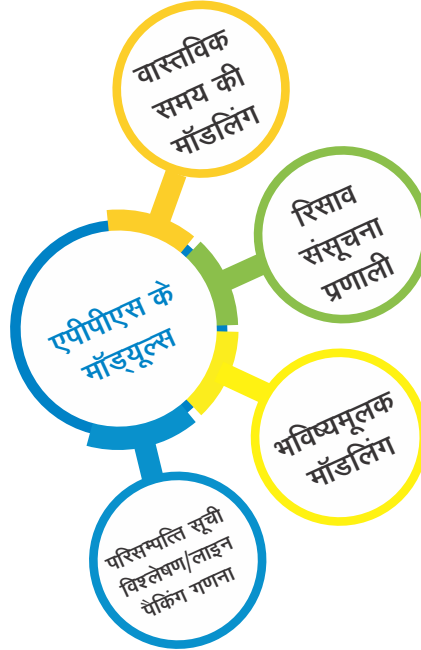 वास्तविक
समय की
मॉडलिंग
रिसाव
संसूचना
प्रणाली
एपीपीएस के
मॉड्यूल्स
भविष्यमूलक
मॉडलिंग
परिसम्पत्ति सूची
विश्लेषण/लाइन
पैकिंग गणना